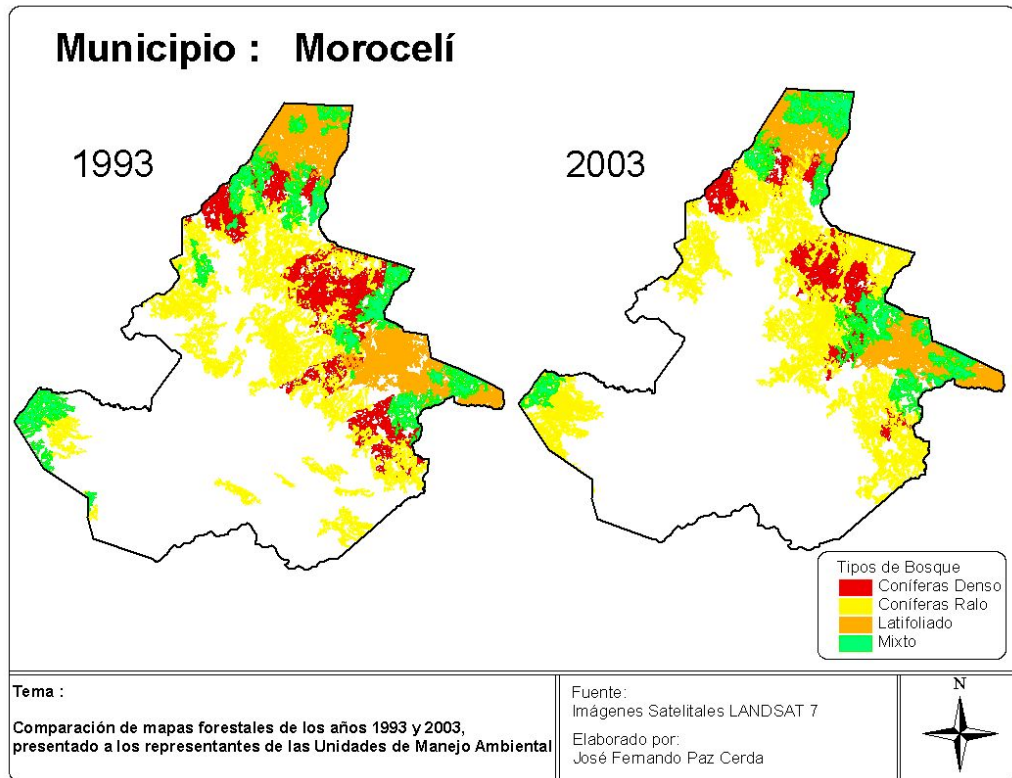 Municipio : Morocelí
1993
2003
Tipos de Bosque
Coníferas Denso
Coníferas Ralo
Latifoliado
Mixto
Tema :
Comparación de mapas forestales de los años 1993 y 2003,
presentado a los representantes de las Unidades de Manejo Ambiental
Fuente:
Imágenes Satelitales LANDSAT 7
Elaborado por:
José Fernando Paz Cerda
N